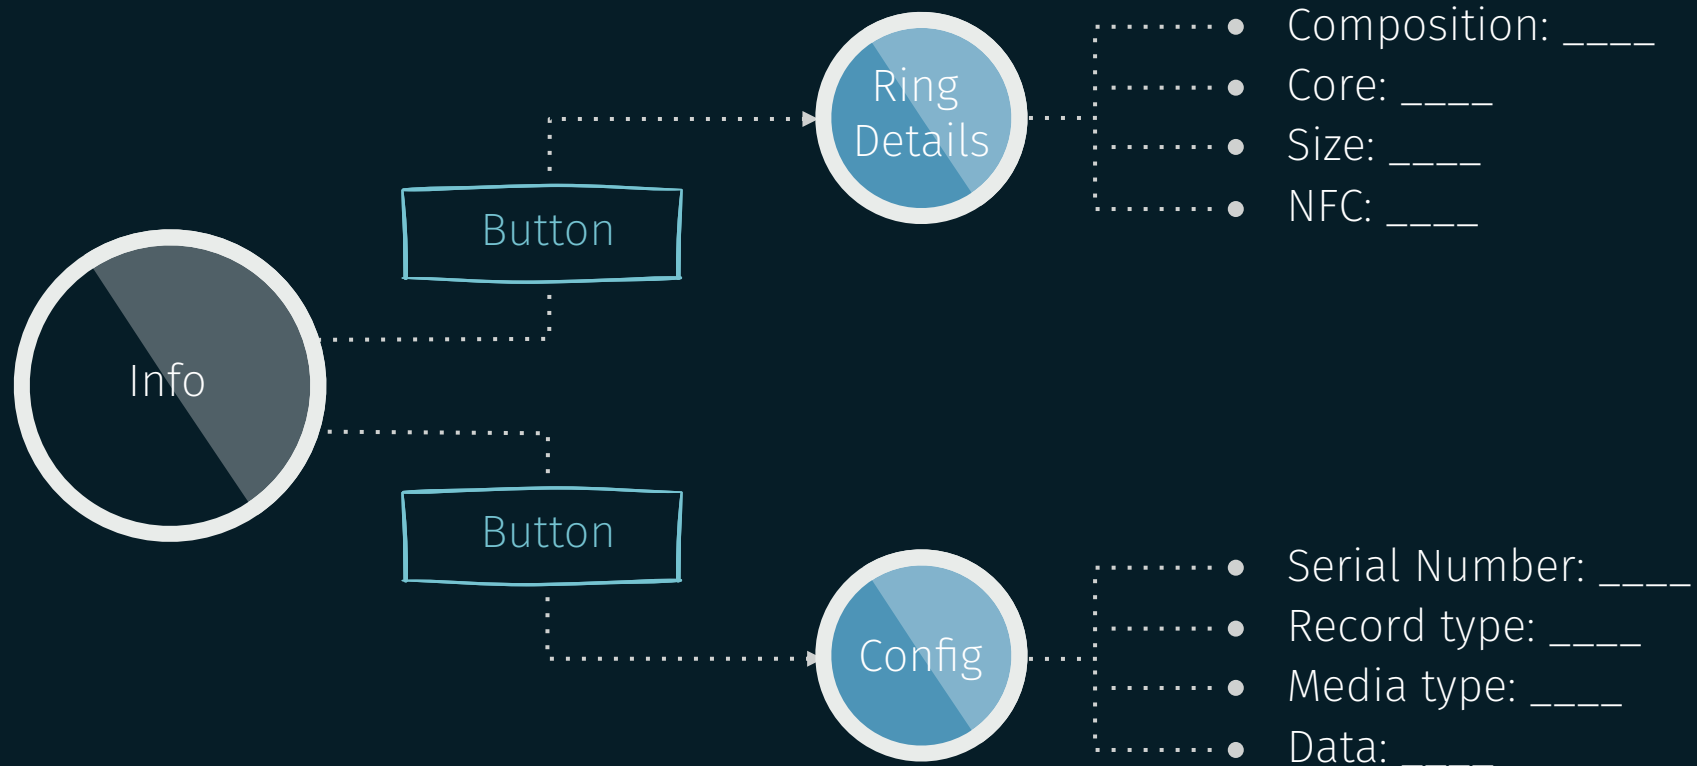 Info
Button
Ring
Details
Composition: ____
Core: ____
Size: ____
NFC: ____
Button
Config
Serial Number: ____
Record type: ____
Media type: ____
Data: ____